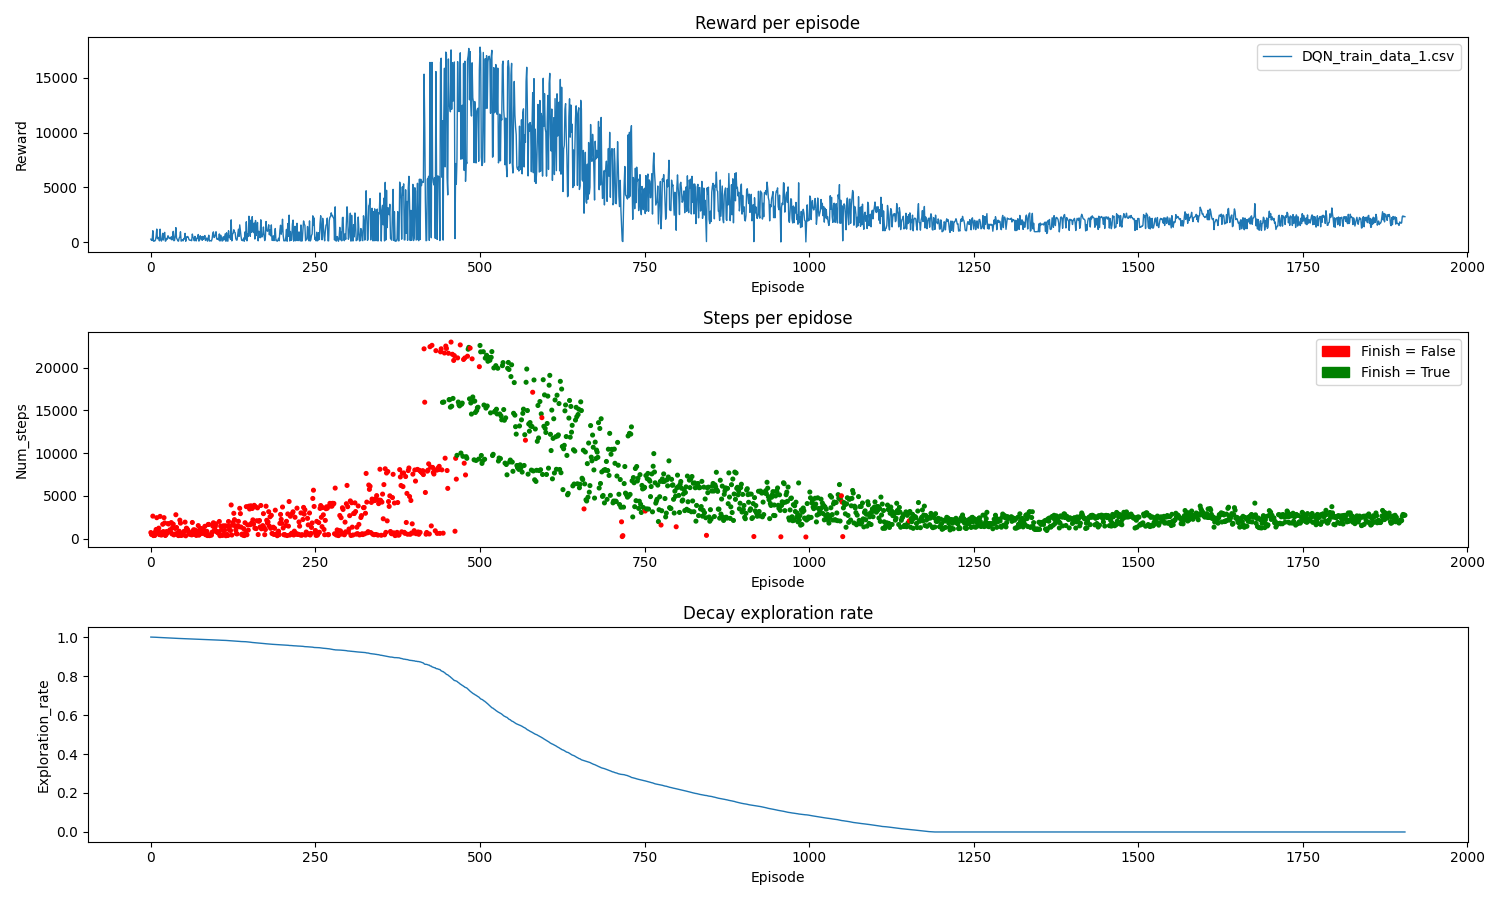 Reward per episode
DQN_train_data_1.csv
15000
10000
5000
0
Reward
0 250 500 750 1000 1250 1500 1750 2000
Episode
Steps per epidose
Finish = False
Finish = True
20000
15000
10000
5000
0
Num_steps
0 250 500 750 1000 1250 1500 1750 2000
Episode
Decay exploration rate
1.0
0.8
0.6
0.4
0.2
0.0
Exploration_rate
0 250 500 750 1000 1250 1500 1750 2000
Episode